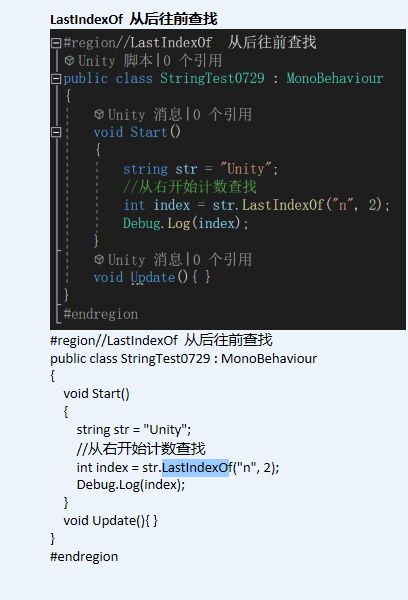 LastIndexOf 从后往前查找
#region//LastIndexOf 从后往前查找
Unity 脚本|0 个引用
public class StringTest0729 : MonoBehaviour
{
Unity 消息|0 个引用
void Start()
{
string str = "Unity";
//从右开始计数查找
int index = str.LastIndexOf("n", 2);
Debug.Log(index);
}
Unity 消息|0 个引用
void Update(){ }
}
#endregion
#region//LastIndexOf 从后往前查找
public class StringTest0729 : MonoBehaviour
{
void Start()
{
string str = "Unity";
//从右开始计数查找
int index = str.LastIndexOf("n", 2);
Debug.Log(index);
}
void Update(){ }
}
#endregion